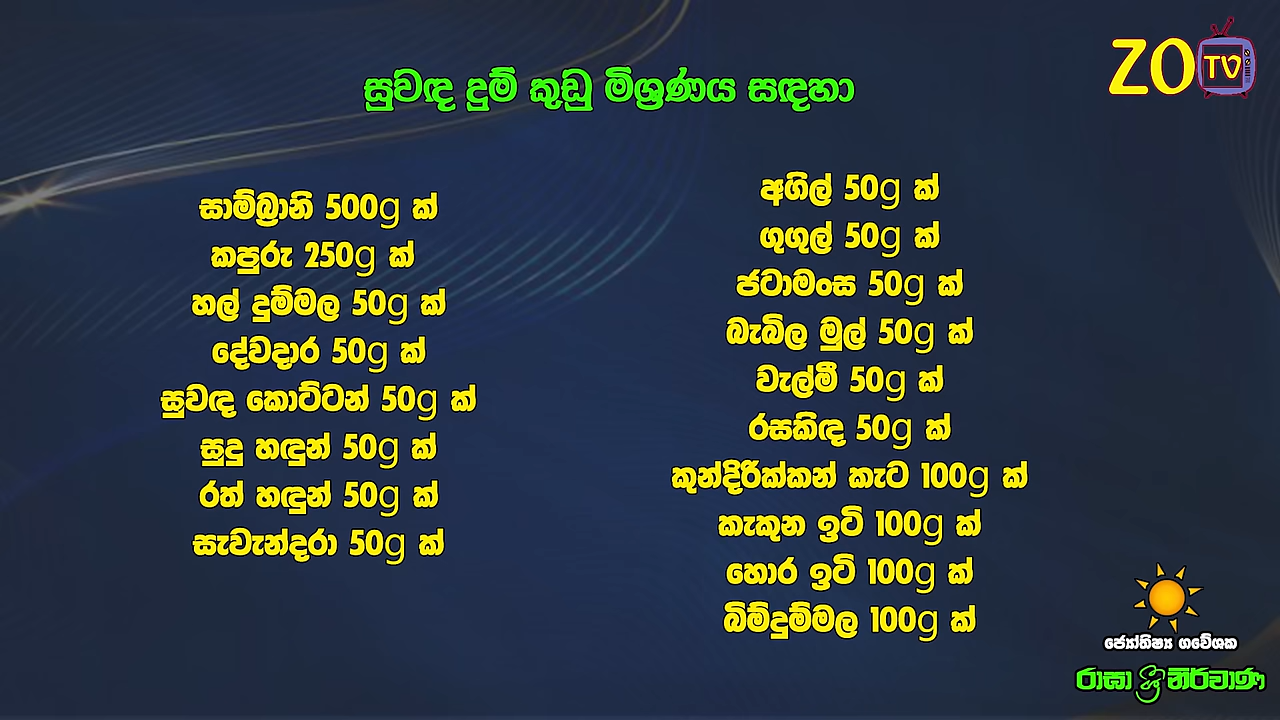 ZO TV
සුවඳ දුම් කුඩු මිශ්‍රණය සඳහා
සාම්බ්‍රානි 500g ක්
කපුරු 250g ක්
හල් දුම්මල 50g ක්
දේවදාර 50g ක්
සුවඳ කොට්ටන් 50g ක්
සුදු හඳුන් 50g ක්
රත් හඳුන් 50g ක්
සැවැන්දරා 50g ක්
අගිල් 50g ක්
ගුගුල් 50g ක්
ජටාමංස 50g ක්
බැබිල මුල් 50g ක්
වැල්මී 50g ක්
රසකිඳ 50g ක්
කුන්දිරික්කන් කැට 100g ක්
කැකුන ඉටි 100g ක්
හොර ඉටි 100g ක්
බිම්දුම්මල 100g ක්
ජ්‍යෝතිෂ්‍ය ගවේශක
රාඝා ශ්‍රී නිර්වාණ